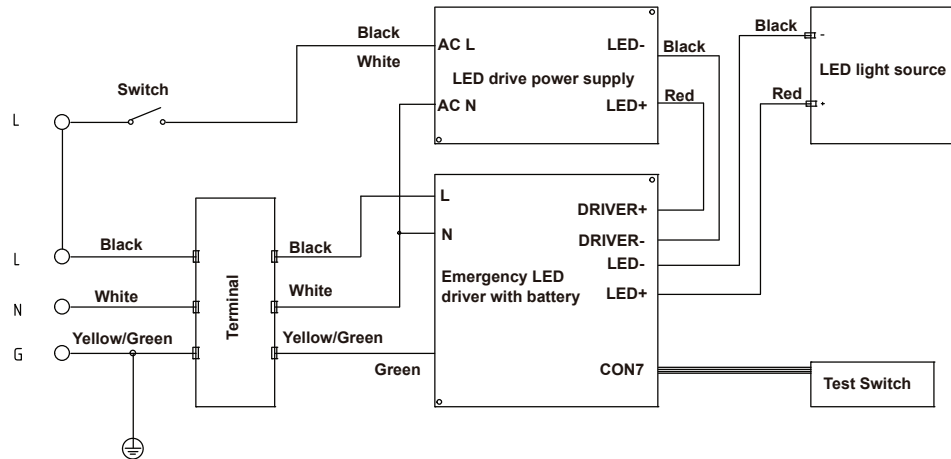 Black
AC L
LED-
Black
Black
-
White
LED drive power supply
LED light source
Switch
Red
Red
AC N
LED+
+
L
L
DRIVER+
N
DRIVER-
Black
Black
LED-
L
Emergency LED
driver with battery
White
White
LED+
N
Terminal
Yellow/Green
Yellow/Green
G
Green
CON7
Test Switch